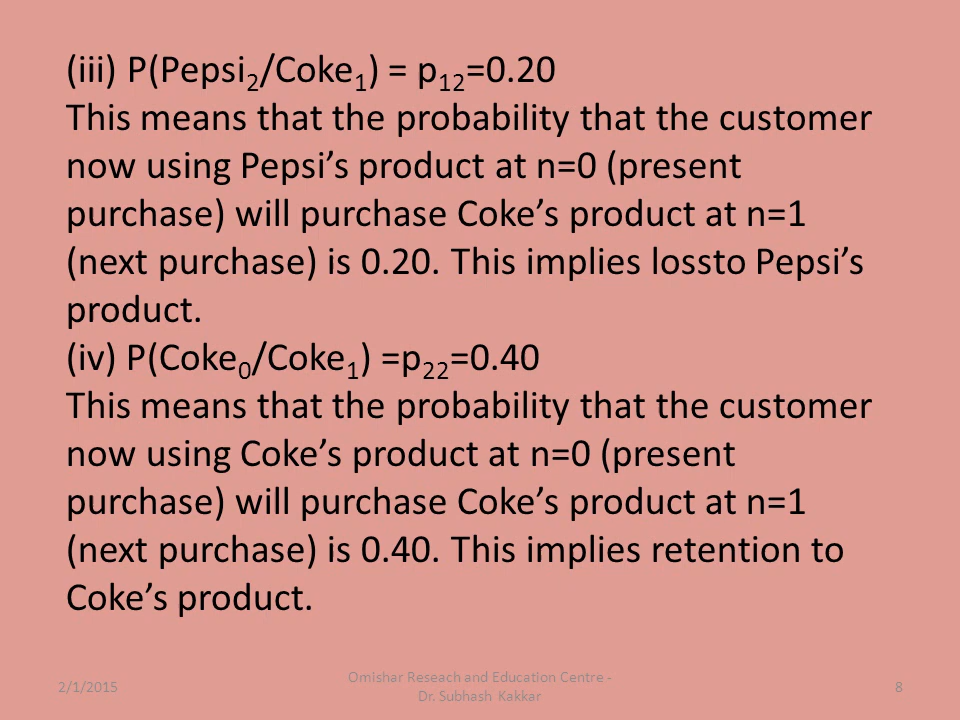 (iii) P(Pepsi₂/Coke₁) = p₁₂=0.20
This means that the probability that the customer
now using Pepsi’s product at n=0 (present
purchase) will purchase Coke’s product at n=1
(next purchase) is 0.20. This implies lossto Pepsi’s
product.
(iv) P(Coke₀/Coke₁) =p₂₂=0.40
This means that the probability that the customer
now using Coke’s product at n=0 (present
purchase) will purchase Coke’s product at n=1
(next purchase) is 0.40. This implies retention to
Coke’s product.
2/1/2015
Omishar Reseach and Education Centre -
Dr. Subhash Kakkar
8